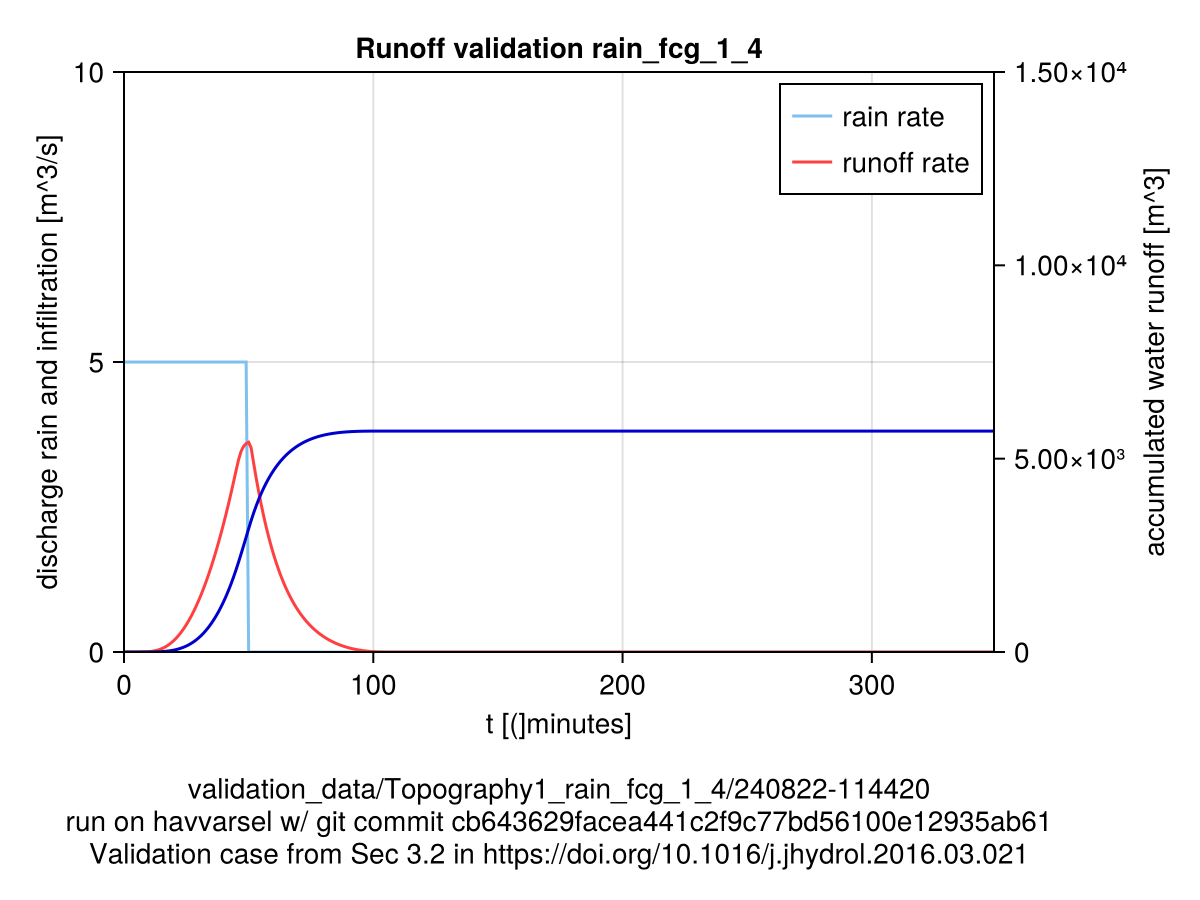 Runoff validation rain_fcg_1_4
10
5
0
discharge rain and infiltration [m^3/s]
rain rate
runoff rate
1.50×10⁴
1.00×10⁴
5.00×10³
0
accumulated water runoff [m^3]
0 100 200 300
t [(]minutes]
validation_data/Topography1_rain_fcg_1_4/240822-114420
run on havvarsel w/ git commit cb643629facea441c2f9c77bd56100e12935ab61
Validation case from Sec 3.2 in https://doi.org/10.1016/j.jhydrol.2016.03.021